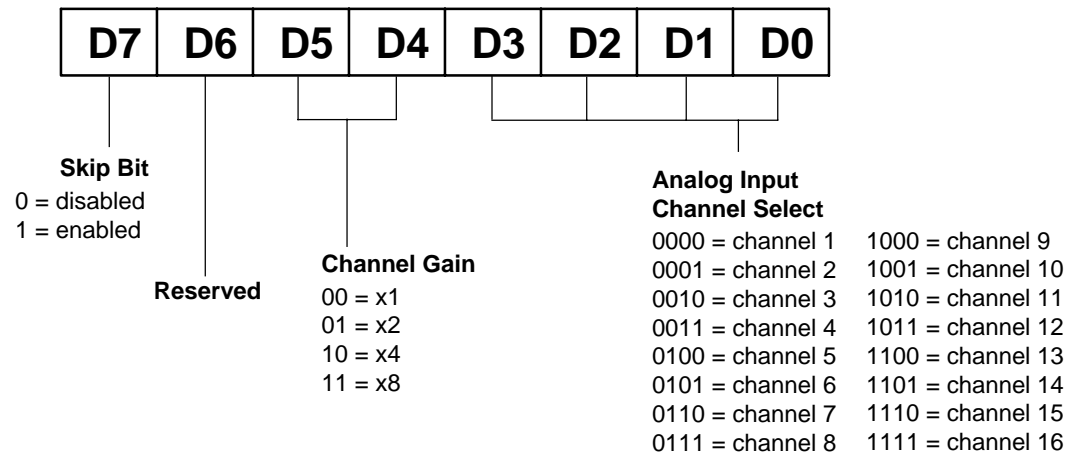 D7 D6 D5 D4 D3 D2 D1 D0
Skip Bit
0 = disabled
1 = enabled
Reserved
Channel Gain
00 = x1
01 = x2
10 = x4
11 = x8
Analog Input
Channel Select
0000 = channel 1
0001 = channel 2
0010 = channel 3
0011 = channel 4
0100 = channel 5
0101 = channel 6
0110 = channel 7
0111 = channel 8
1000 = channel 9
1001 = channel 10
1010 = channel 11
1011 = channel 12
1100 = channel 13
1101 = channel 14
1110 = channel 15
1111 = channel 16